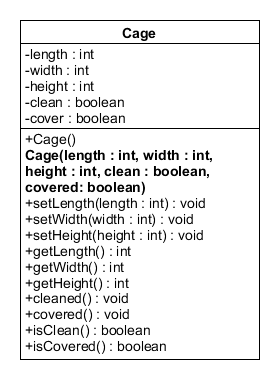 Cage
-length : int
-width : int
-height : int
-clean : boolean
-cover : boolean
+Cage()
Cage(length : int, width : int,
height : int, clean : boolean,
covered: boolean)
+setLength(length : int) : void
+setWidth(width : int) : void
+setHeight(height : int) : void
+getLength() : int
+getWidth() : int
+getHeight() : int
+cleaned() : void
+covered() : void
+isClean() : boolean
+isCovered() : boolean